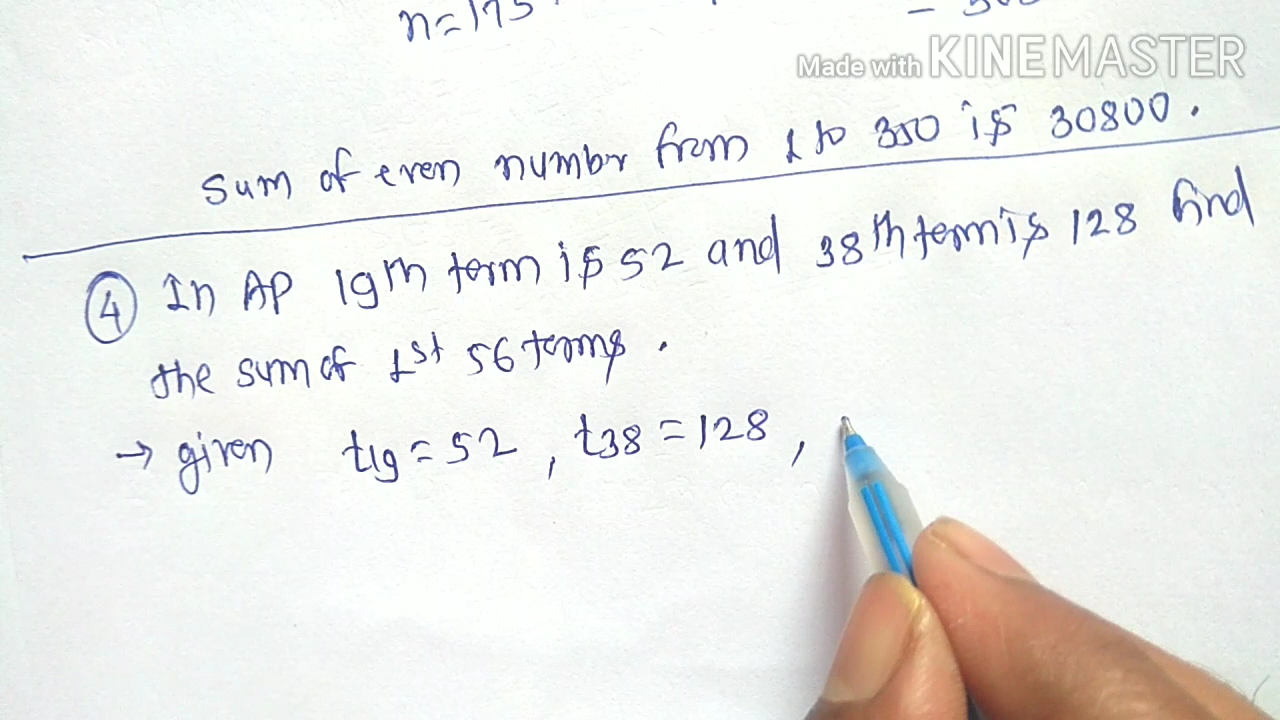 n=175
Made with KINEMASTER
Sum of even number from 1 to 350 is 30800.
④ In AP 19th term is 52 and 38th term is 128 find
the sum of 1st 56 terms.
→ given t19 = 52, t38 = 128,